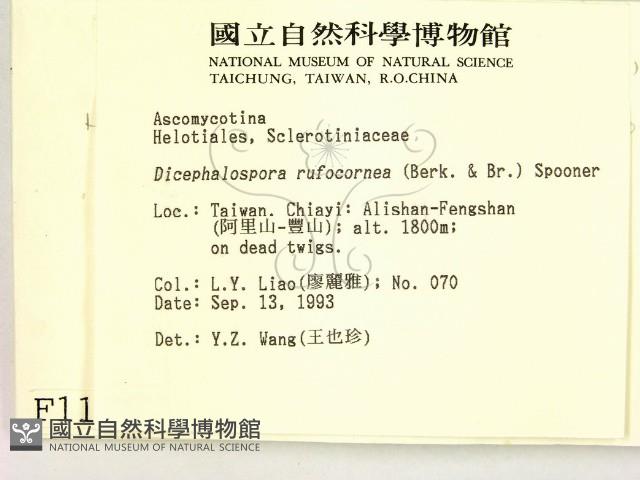 國立自然科學博物館
NATIONAL MUSEUM OF NATURAL SCIENCE
TAICHUNG, TAIWAN, R.O.CHINA
Ascomycotina
Helotiales, Sclerotiniaceae
Dicephalospora rufocornea (Berk. & Br.) Spooner
Loc.: Taiwan. Chiayi: Alishan-Fengshan
(阿里山-豐山); alt. 1800m;
on dead twigs.
Col.: L.Y. Liao(廖麗雅); No. 070
Date: Sep. 13, 1993
Det.: Y.Z. Wang(王也珍)
F11
國立自然科學博物館
NATIONAL MUSEUM OF NATURAL SCIENCE